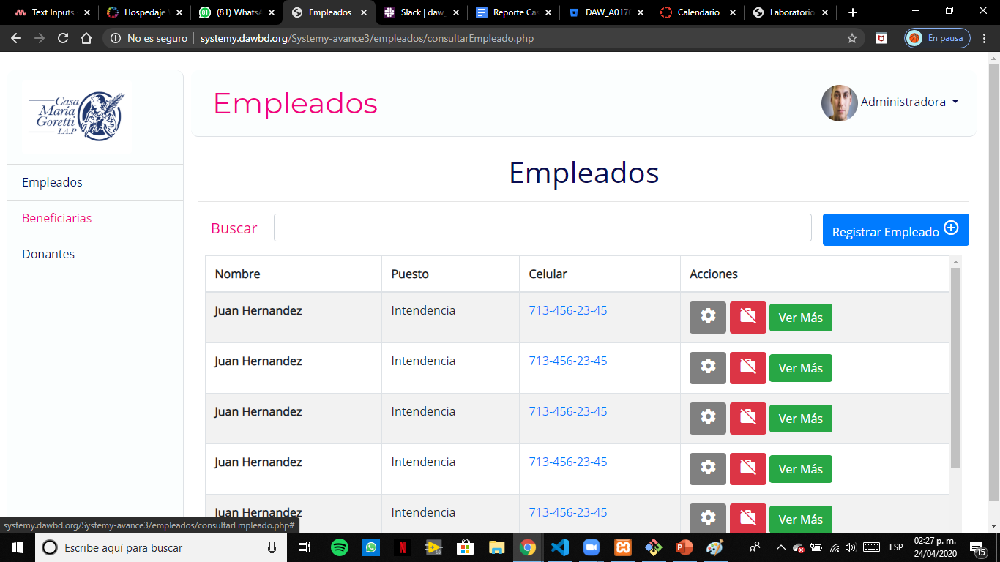 Text Inputs
Hospedaje
(81) Whats
Empleados
Slack | daw_
Reporte Cas
DAW_A017
Calendario
Laboratorio
No es seguro
systemy.dawbd.org/Systemy-avance3/empleados/consultarEmpleado.php
En pausa
Casa
María
Goretti
I.A.P
Empleados
Administradora
Empleados
Beneficiarias
Donantes
Empleados
Buscar
Registrar Empleado
Nombre Puesto Celular Acciones
Juan Hernandez Intendencia 713-456-23-45 Ver Más
Juan Hernandez Intendencia 713-456-23-45 Ver Más
Juan Hernandez Intendencia 713-456-23-45 Ver Más
Juan Hernandez Intendencia 713-456-23-45 Ver Más
Juan Hernandez Intendencia 713-456-23-45 Ver Más
systemy.dawbd.org/Systemy-avance3/empleados/consultarEmpleado.php#
Escribe aquí para buscar
ESP
02:27 p. m.
24/04/2020
15